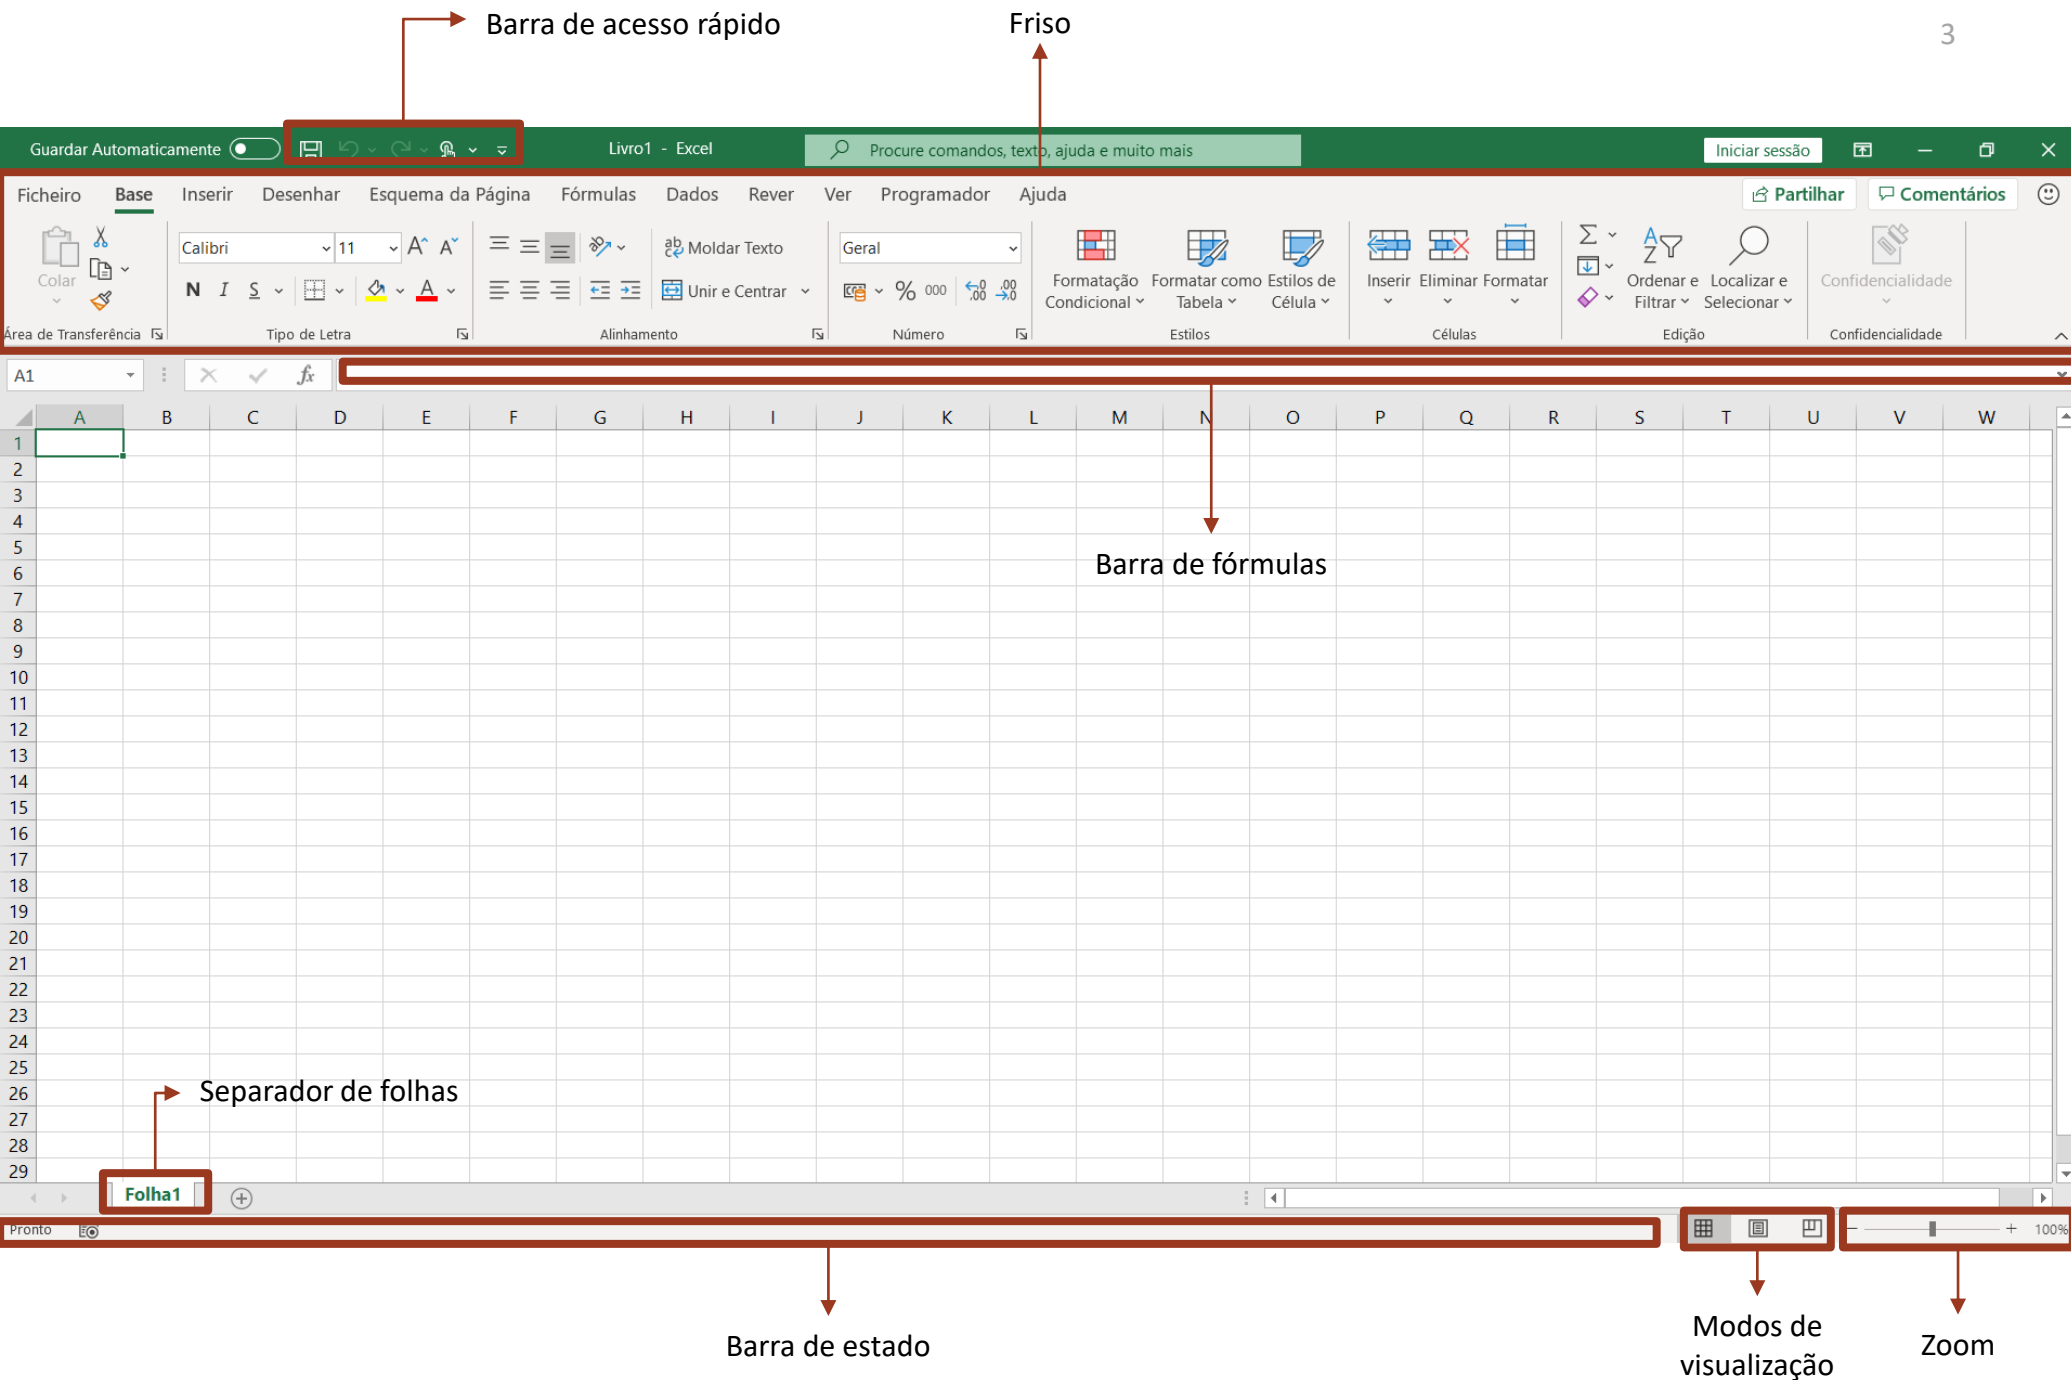 Barra de acesso rápido
Friso
3
Guardar Automaticamente
Livro1 - Excel
Procure comandos, texto, ajuda e muito mais
Iniciar sessão
Ficheiro Base Inserir Desenhar Esquema da Página Fórmulas Dados Rever Ver Programador Ajuda
Partilhar
Comentários
Colar
Calibri 11 A A
ab Moldar Texto
Geral
N I S A
Unir e Centrar
% 000
Formatação Condicional
Formatar como Tabela
Estilos de Célula
Inserir Eliminar Formatar
Ordenar e Filtrar
Localizar e Selecionar
Confidencialidade
Área de Transferência Tipo de Letra Alinhamento Número Estilos Células Edição Confidencialidade
A1 fx
A B C D E F G H I J K L M N O P Q R S T U V W
1
2
3
4
5
Barra de fórmulas
6
7
8
9
10
11
12
13
14
15
16
17
18
19
20
21
22
23
24
25
26
Separador de folhas
27
28
29
Folha1
Pronto
100%
Barra de estado
Modos de
visualização
Zoom